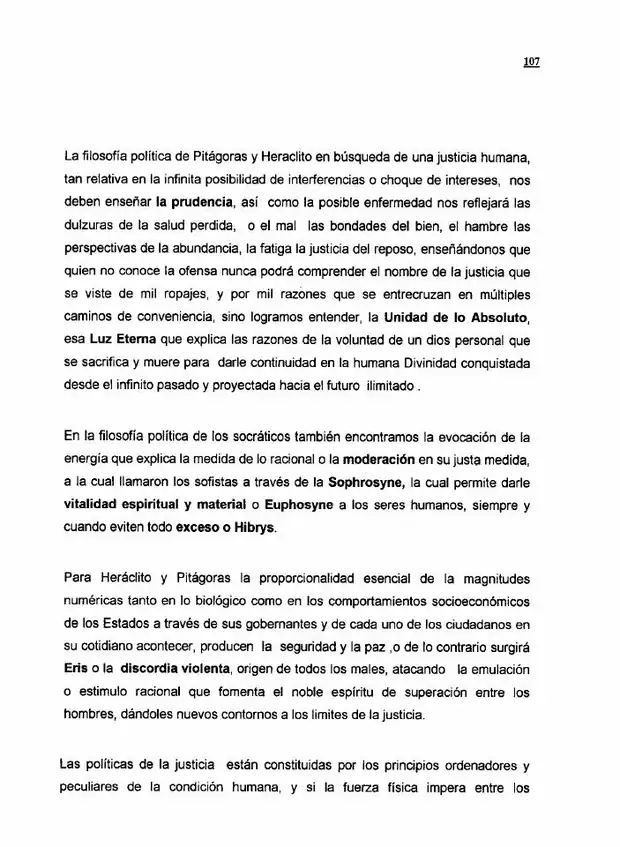 107
La filosofía política de Pitágoras y Heraclito en búsqueda de una justicia humana,
tan relativa en la infinita posibilidad de interferencias o choque de intereses, nos
deben enseñar la prudencia, así como la posible enfermedad nos reflejará las
dulzuras de la salud perdida, o el mal las bondades del bien, el hambre las
perspectivas de la abundancia, la fatiga la justicia del reposo, enseñándonos que
quien no conoce la ofensa nunca podrá comprender el nombre de la justicia que
se viste de mil ropajes, y por mil razones que se entrecruzan en múltiples
caminos de conveniencia, sino logramos entender, la Unidad de lo Absoluto,
esa Luz Eterna que explica las razones de la voluntad de un dios personal que
se sacrifica y muere para darle continuidad en la humana Divinidad conquistada
desde el infinito pasado y proyectada hacia el futuro ilimitado .
En la filosofía política de los socráticos también encontramos la evocación de la
energía que explica la medida de lo racional o la moderación en su justa medida,
a la cual llamaron los sofistas a través de la Sophrosyne, la cual permite darle
vitalidad espiritual y material o Euphosyne a los seres humanos, siempre y
cuando eviten todo exceso o Hibrys.
Para Heráclito y Pitágoras la proporcionalidad esencial de la magnitudes
numéricas tanto en lo biológico como en los comportamientos socioeconómicos
de los Estados a través de sus gobernantes y de cada uno de los ciudadanos en
su cotidiano acontecer, producen la seguridad y la paz ,o de lo contrario surgirá
Eris o la discordia violenta, origen de todos los males, atacando la emulación
o estimulo racional que fomenta el noble espíritu de superación entre los
hombres, dándoles nuevos contornos a los limites de la justicia.
Las políticas de la justicia están constituidas por los principios ordenadores y
peculiares de la condición humana, y si la fuerza física impera entre los